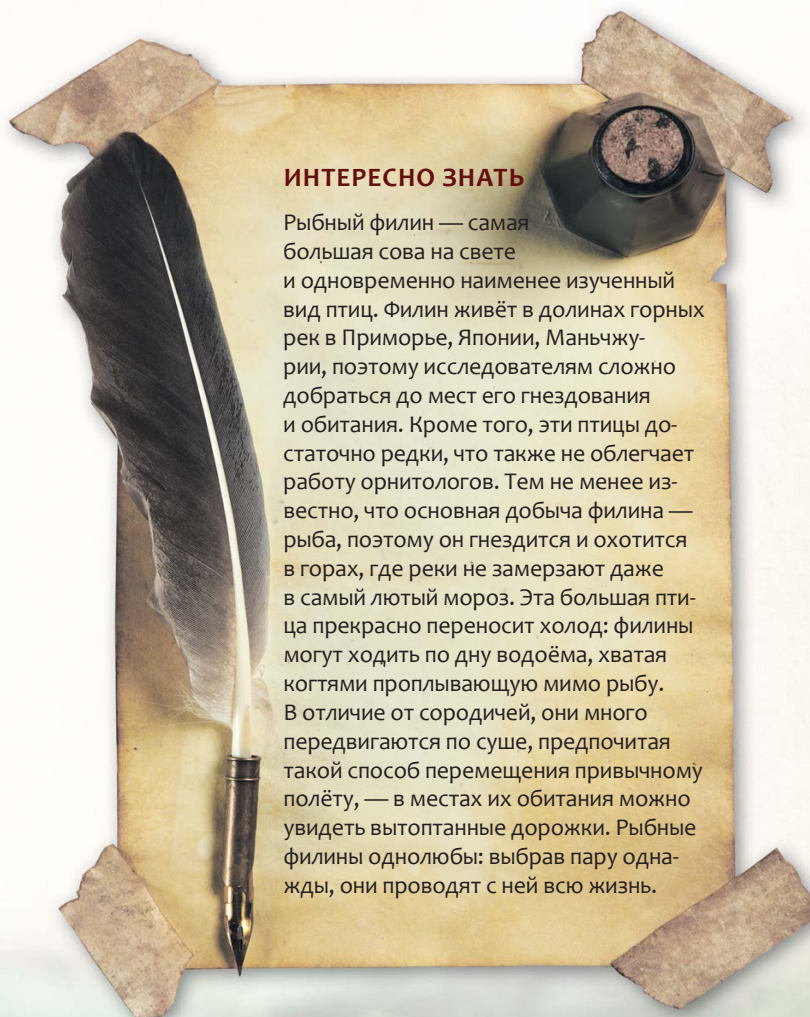 ИНТЕРЕСНО ЗНАТЬ
Рыбный филин — самая
большая сова на свете
и одновременно наименее изученный
вид птиц. Филин живёт в долинах горных
рек в Приморье, Японии, Маньчжу-
рии, поэтому исследователям сложно
добраться до мест его гнездования
и обитания. Кроме того, эти птицы до-
статочно редки, что также не облегчает
работу орнитологов. Тем не менее из-
вестно, что основная добыча филина —
рыба, поэтому он гнездится и охотится
в горах, где реки не замерзают даже
в самый лютый мороз. Эта большая пти-
ца прекрасно переносит холод: филины
могут ходить по дну водоёма, хватая
когтями проплывающую мимо рыбу.
В отличие от сородичей, они много
передвигаются по суше, предпочитая
такой способ перемещения привычному
полёту, — в местах их обитания можно
увидеть вытоптанные дорожки. Рыбные
филины однолюбы: выбрав пару одна-
жды, они проводят с ней всю жизнь.